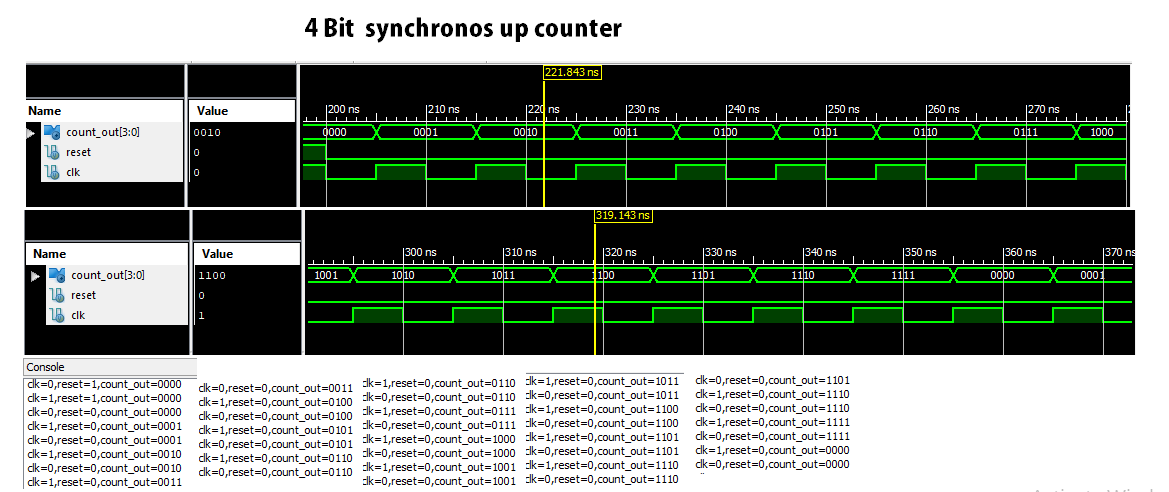 4 Bit synchronos up counter
221.843 ns
Name Value
200 ns 210 ns 220 ns 230 ns 240 ns 250 ns 260 ns 270 ns
count_out[3:0] 0010 0000 0001 0010 0011 0100 0101 0110 0111 1000
reset 0
clk 0
319.143 ns
Name Value
300 ns 310 ns 320 ns 330 ns 340 ns 350 ns 360 ns 370 ns
count_out[3:0] 1100 1001 1010 1011 1100 1101 1110 1111 0000 0001
reset 0
clk 1
Console
clk=0,reset=1,count_out=0000
clk=1,reset=1,count_out=0000
clk=0,reset=0,count_out=0000
clk=1,reset=0,count_out=0001
clk=0,reset=0,count_out=0001
clk=1,reset=0,count_out=0010
clk=0,reset=0,count_out=0010
clk=1,reset=0,count_out=0011
clk=0,reset=0,count_out=0011
clk=1,reset=0,count_out=0100
clk=0,reset=0,count_out=0100
clk=1,reset=0,count_out=0101
clk=0,reset=0,count_out=0101
clk=1,reset=0,count_out=0110
clk=0,reset=0,count_out=0110
clk=1,reset=0,count_out=0110
clk=0,reset=0,count_out=0110
clk=1,reset=0,count_out=0111
clk=0,reset=0,count_out=0111
clk=1,reset=0,count_out=1000
clk=0,reset=0,count_out=1000
clk=1,reset=0,count_out=1001
clk=0,reset=0,count_out=1001
clk=1,reset=0,count_out=1011
clk=0,reset=0,count_out=1011
clk=1,reset=0,count_out=1100
clk=0,reset=0,count_out=1100
clk=1,reset=0,count_out=1101
clk=0,reset=0,count_out=1101
clk=1,reset=0,count_out=1110
clk=0,reset=0,count_out=1110
clk=0,reset=0,count_out=1101
clk=1,reset=0,count_out=1110
clk=0,reset=0,count_out=1110
clk=1,reset=0,count_out=1111
clk=0,reset=0,count_out=1111
clk=1,reset=0,count_out=0000
clk=0,reset=0,count_out=0000